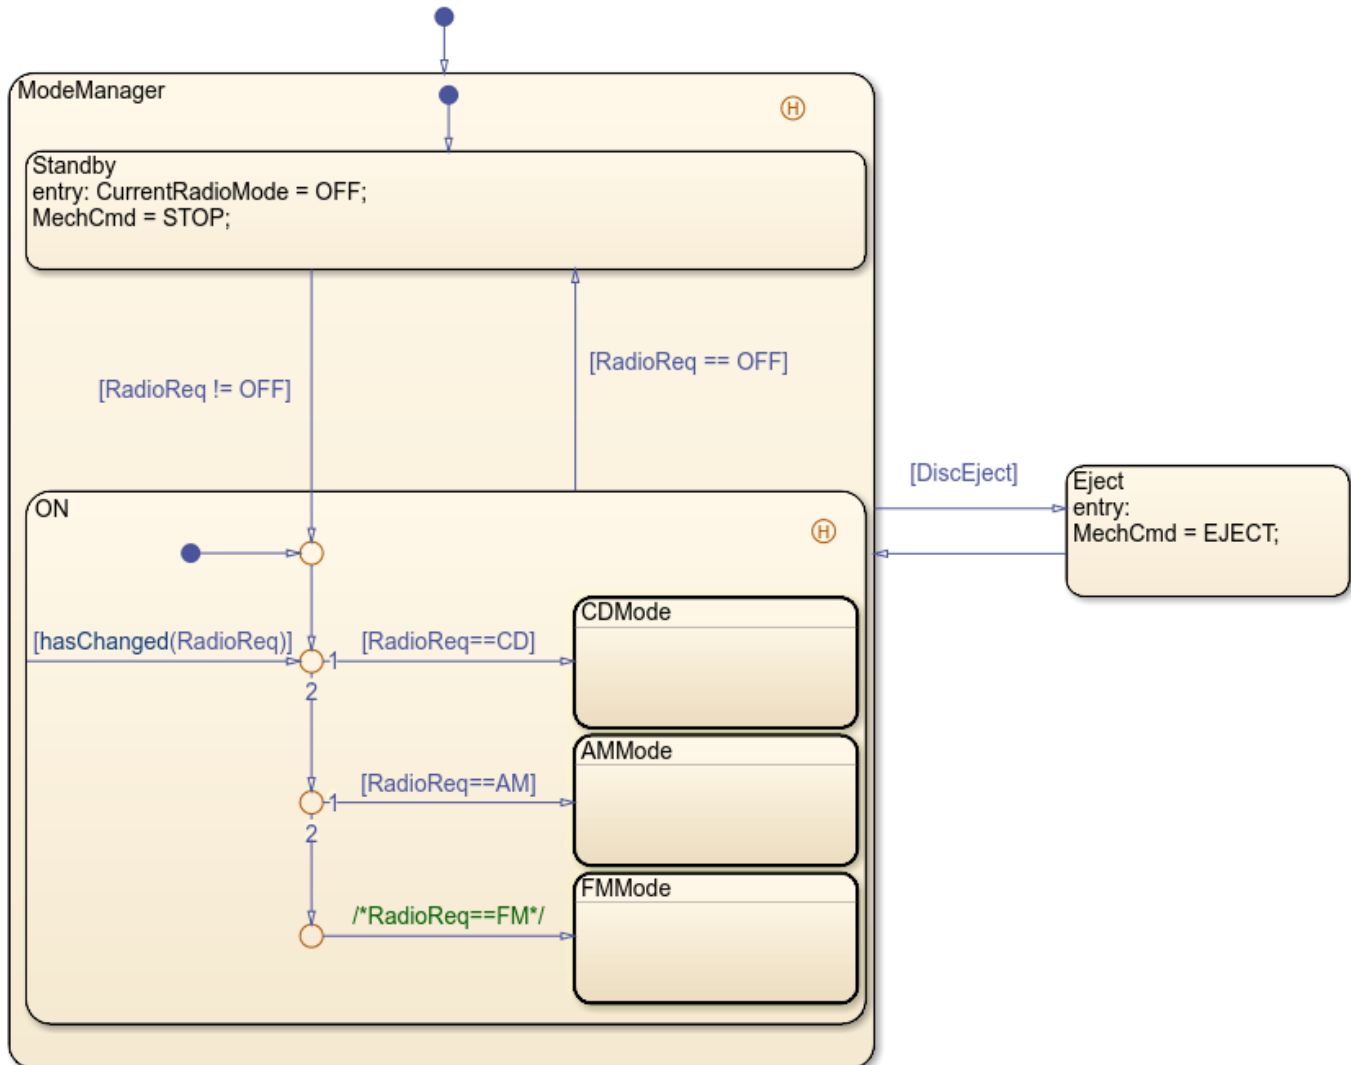 ModeManager
H
Standby
entry: CurrentRadioMode = OFF;
MechCmd = STOP;
[RadioReq != OFF]
[RadioReq == OFF]
[DiscEject]
Eject
entry:
MechCmd = EJECT;
ON
H
CDMode
[hasChanged(RadioReq)]
1
[RadioReq==CD]
2
AMMode
1
[RadioReq==AM]
2
FMMode
/*RadioReq==FM*/